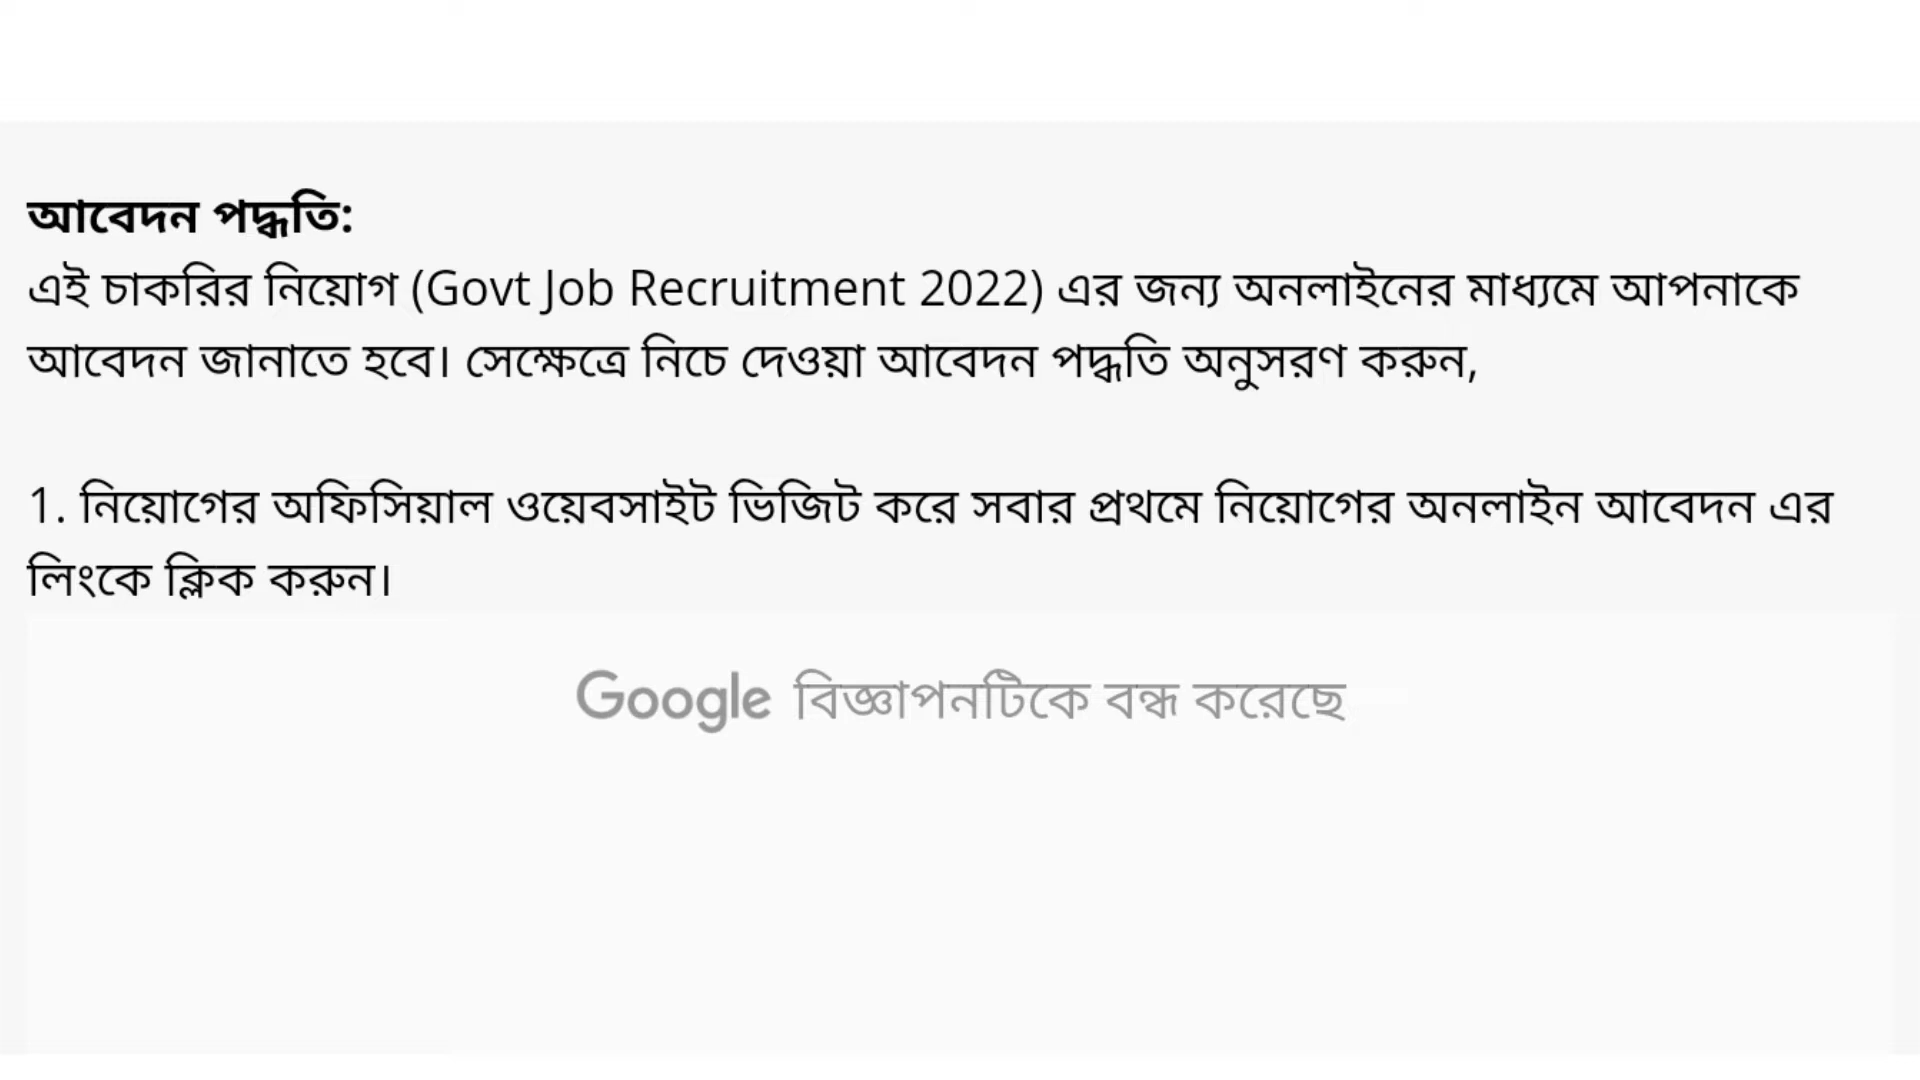 আবেদন পদ্ধতি:
এই চাকরির নিয়োগ (Govt Job Recruitment 2022) এর জন্য অনলাইনের মাধ্যমে আপনাকে
আবেদন জানাতে হবে। সেক্ষেত্রে নিচে দেওয়া আবেদন পদ্ধতি অনুসরণ করুন,
1. নিয়োগের অফিসিয়াল ওয়েবসাইট ভিজিট করে সবার প্রথমে নিয়োগের অনলাইন আবেদন এর
লিংকে ক্লিক করুন।
Google বিজ্ঞাপনটিকে বন্ধ করেছে